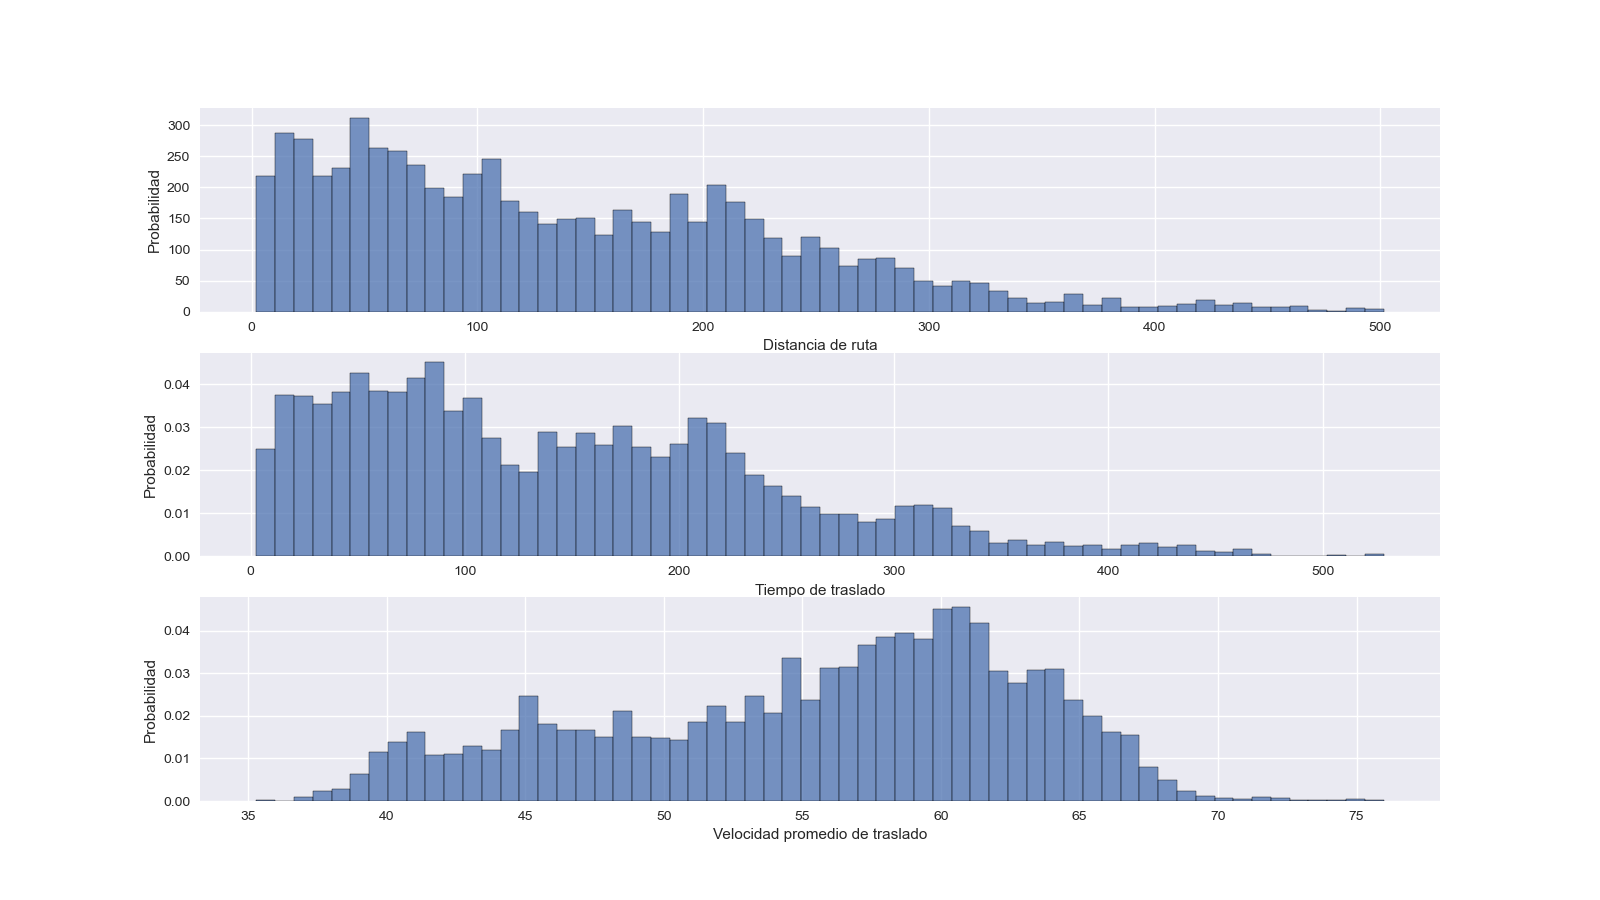 Probabilidad
300
250
200
150
100
50
0
0 100 200 300 400 500
Distancia de ruta
Probabilidad
0.04
0.03
0.02
0.01
0.00
0 100 200 300 400 500
Tiempo de traslado
Probabilidad
0.04
0.03
0.02
0.01
0.00
35 40 45 50 55 60 65 70 75
Velocidad promedio de traslado